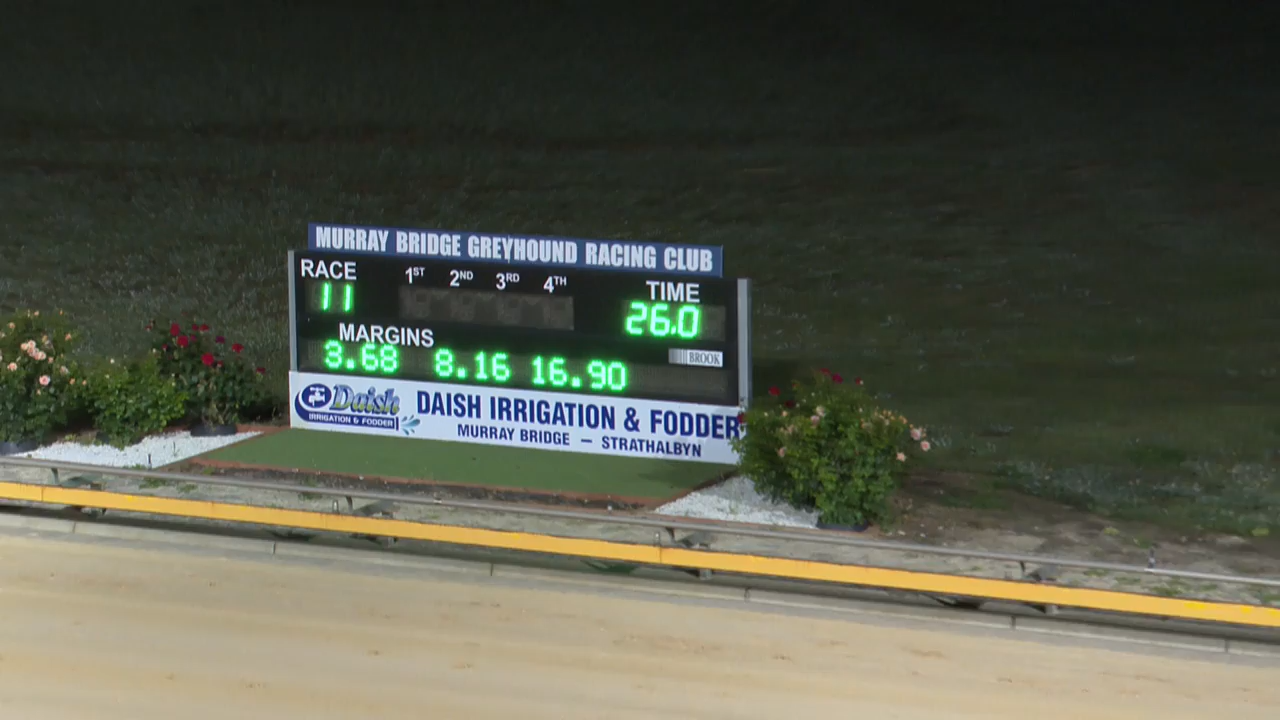 MURRAY BRIDGE GREYHOUND RACING CLUB
RACE 1ST 2ND 3RD 4TH TIME
11 26.0
MARGINS
BROOK
3.68 8.16 16.90
Daish
IRRIGATION & FODDER
DAISH IRRIGATION & FODDER
MURRAY BRIDGE – STRATHALBYN